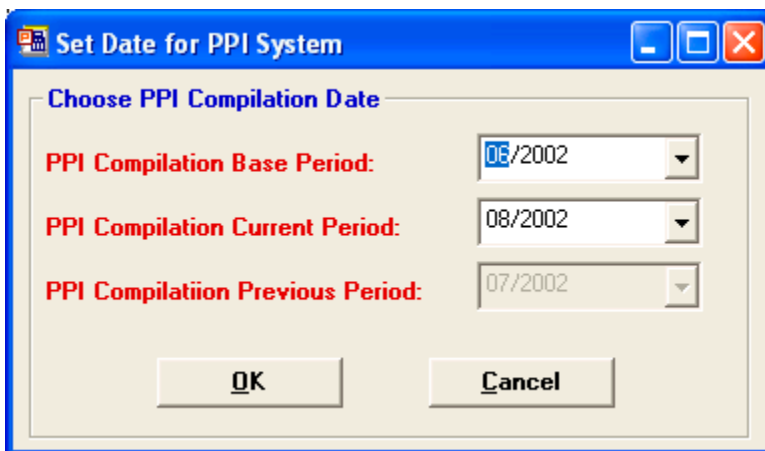 Set Date for PPI System
Choose PPI Compilation Date
PPI Compilation Base Period: 06/2002
PPI Compilation Current Period: 08/2002
PPI Compilatiion Previous Period: 07/2002
OK Cancel